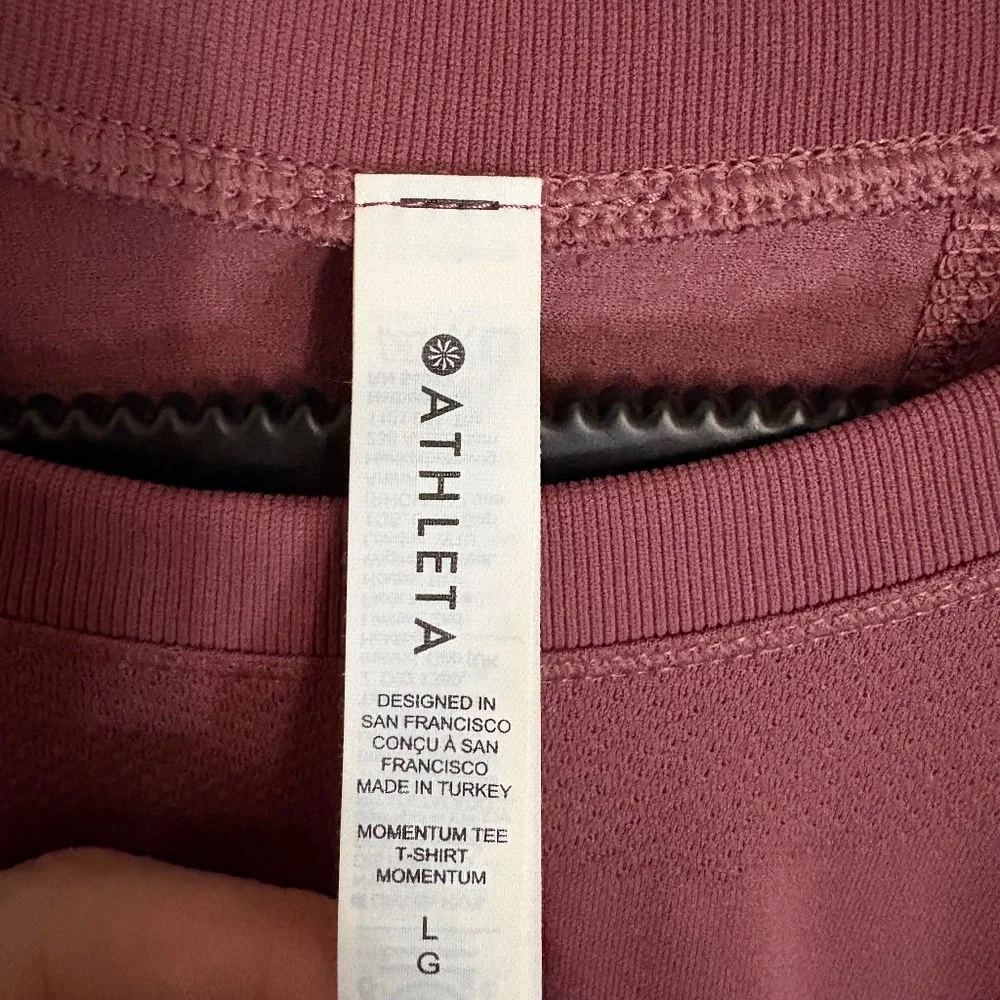 ATHLETA
DESIGNED IN
SAN FRANCISCO
CONÇU À SAN
FRANCISCO
MADE IN TURKEY
MOMENTUM TEE
T-SHIRT
MOMENTUM
L
G